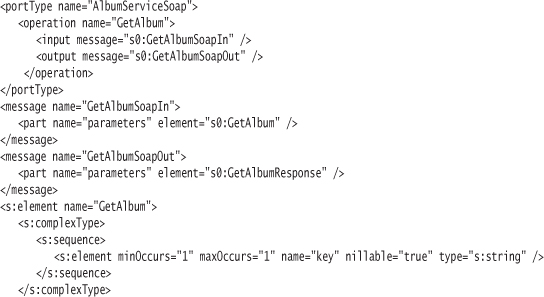 <portType name="AlbumServiceSoap">
   <operation name="GetAlbum">
      <input message="s0:GetAlbumSoapIn" />
      <output message="s0:GetAlbumSoapOut" />
    </operation>
</portType>
<message name="GetAlbumSoapIn">
   <part name="parameters" element="s0:GetAlbum" />
</message>
<message name="GetAlbumSoapOut">
   <part name="parameters" element="s0:GetAlbumResponse" />
</message>
<s:element name="GetAlbum">
   <s:complexType>
      <s:sequence>
         <s:element minOccurs="1" maxOccurs="1" name="key" nillable="true" type="s:string" />
      </s:sequence>
   </s:complexType>